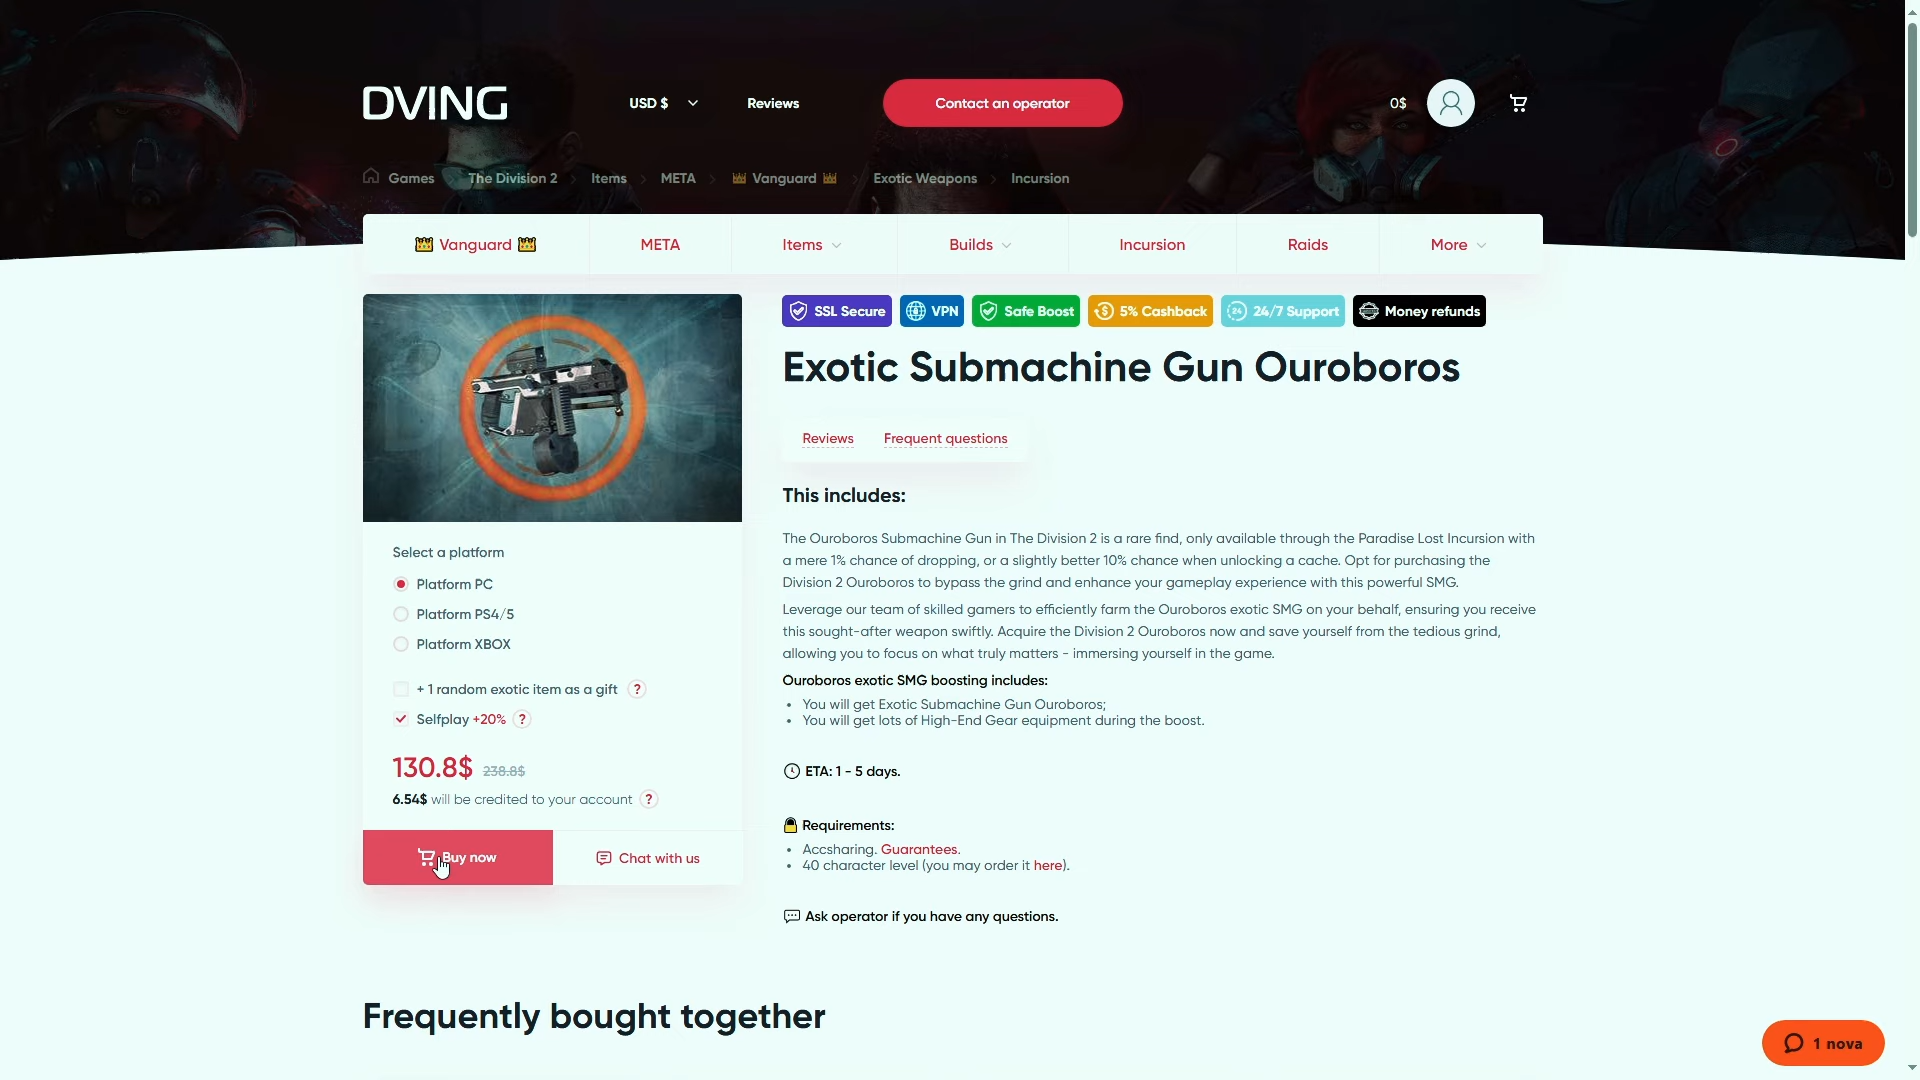 DVING
USD $
Reviews
Contact an operator
0$
Games
The Division 2
Items
META
Vanguard
Exotic Weapons
Incursion
Vanguard
META
Items
Builds
Incursion
Raids
More
SSL Secure
VPN
Safe Boost
5% Cashback
24/7 Support
Money refunds
Exotic Submachine Gun Ouroboros
Reviews
Frequent questions
This includes:
The Ouroboros Submachine Gun in The Division 2 is a rare find, only available through the Paradise Lost Incursion with
a mere 1% chance of dropping, or a slightly better 10% chance when unlocking a cache. Opt for purchasing the
Division 2 Ouroboros to bypass the grind and enhance your gameplay experience with this powerful SMG.
Leverage our team of skilled gamers to efficiently farm the Ouroboros exotic SMG on your behalf, ensuring you receive
this sought-after weapon swiftly. Acquire the Division 2 Ouroboros now and save yourself from the tedious grind,
allowing you to focus on what truly matters - immersing yourself in the game.
Ouroboros exotic SMG boosting includes:
• You will get Exotic Submachine Gun Ouroboros;
• You will get lots of High-End Gear equipment during the boost.
ETA: 1 - 5 days.
Requirements:
• Accsharing. Guarantees.
• 40 character level (you may order it here).
Ask operator if you have any questions.
Select a platform
Platform PC
Platform PS4/5
Platform XBOX
+ 1 random exotic item as a gift ?
Selfplay +20% ?
130.8$ 238.8$
6.54$ will be credited to your account ?
Buy now
Chat with us
Frequently bought together
1 nova